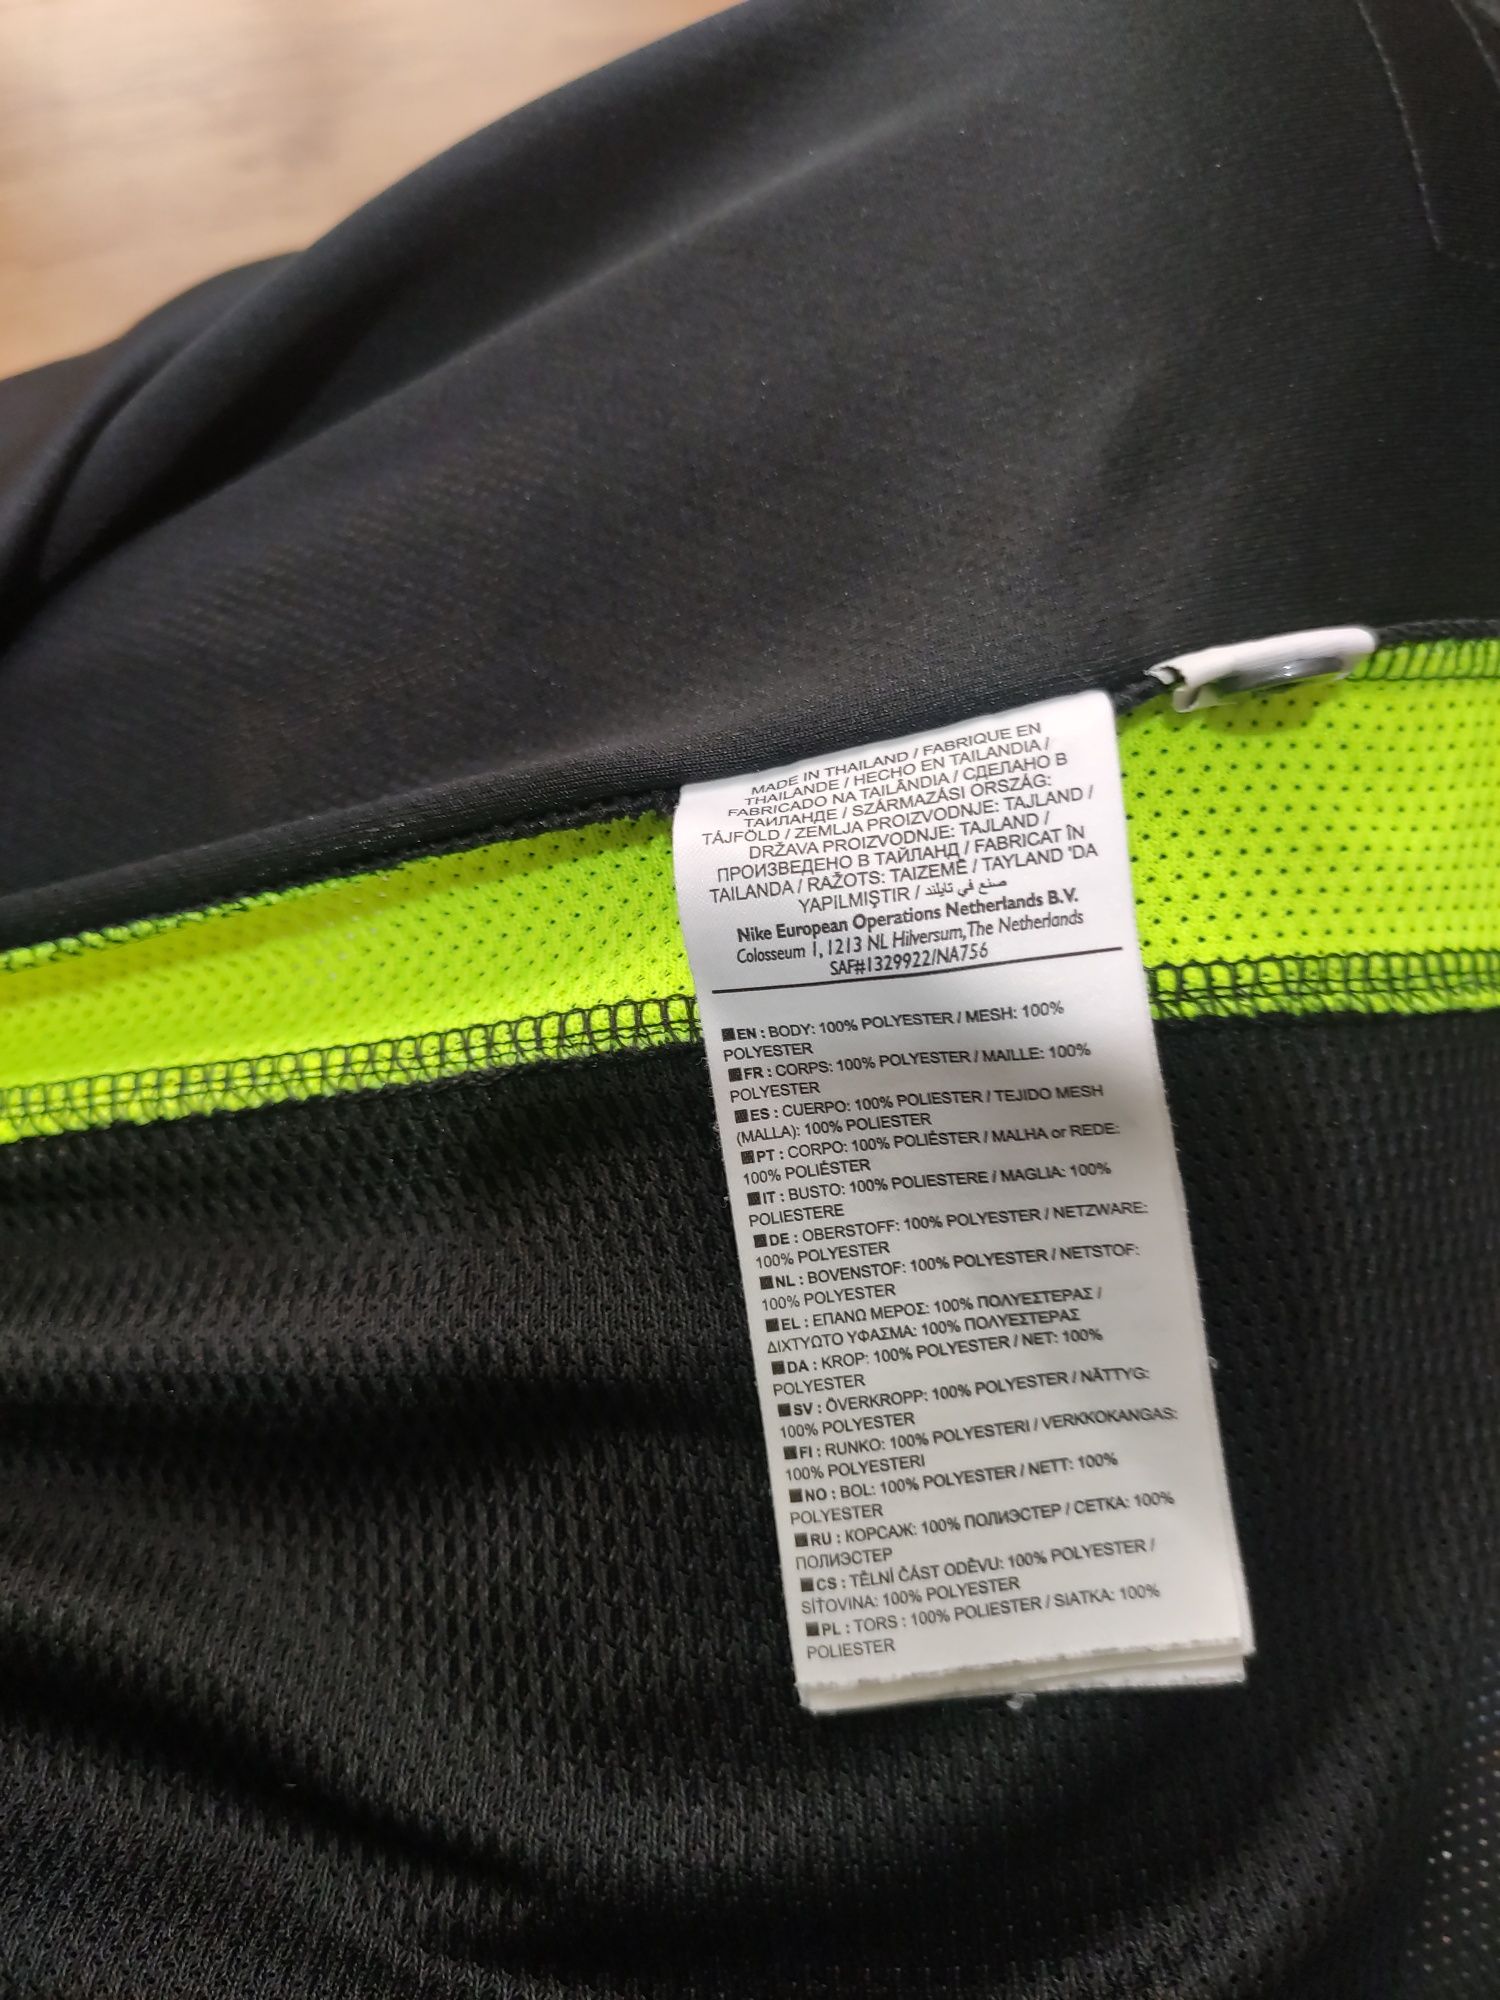 MADE IN THAILAND / FABRIQUE EN
THAILANDE / HECHO EN TAILANDIA /
FABRICADO NA TAILÂNDIA / СДЕЛАНО В
ТАИЛАНДЕ / SZÁRMAZÁSI ORSZÁG:
TÁJFÖLD / ZEMLJA PROIZVODNJE: TAJLAND /
DRŽAVA PROIZVODNJE: TAJLAND /
ПРОИЗВЕДЕНО В ТАЙЛАНД / FABRICAT ÎN
TAILANDA / RAŽOTS: TAIZEMĒ / TAYLAND 'DA
YAPILMIŞTIR / صنع في تايلند
Nike European Operations Netherlands B.V.
Colosseum 1, 1213 NL Hilversum, The Netherlands
SAF#1329922/NA756
EN : BODY: 100% POLYESTER / MESH: 100%
POLYESTER
FR : CORPS: 100% POLYESTER / MAILLE: 100%
POLYESTER
ES : CUERPO: 100% POLIESTER / TEJIDO MESH
(MALLA): 100% POLIESTER
PT : CORPO: 100% POLIÉSTER / MALHA or REDE:
100% POLIÉSTER
IT : BUSTO: 100% POLIESTERE / MAGLIA: 100%
POLIESTERE
DE : OBERSTOFF: 100% POLYESTER / NETZWARE:
100% POLYESTER
NL : BOVENSTOF: 100% POLYESTER / NETSTOF:
100% POLYESTER
EL : ΕΠΑΝΩ ΜΕΡΟΣ: 100% ΠΟΛΥΕΣΤΕΡΑΣ /
ΔΙΧΤΥΩΤΟ ΥΦΑΣΜΑ: 100% ΠΟΛΥΕΣΤΕΡΑΣ
DA : KROP: 100% POLYESTER / NET: 100%
POLYESTER
SV : ÖVERKROPP: 100% POLYESTER / NÄTTYG:
100% POLYESTER
FI : RUNKO: 100% POLYESTERI / VERKKOKANGAS:
100% POLYESTERI
NO : BOL: 100% POLYESTER / NETT: 100%
POLYESTER
RU : КОРСАЖ: 100% ПОЛИЭСТЕР / СЕТКА: 100%
ПОЛИЭСТЕР
CS : TĚLNÍ ČÁST ODĚVU: 100% POLYESTER /
SÍŤOVINA: 100% POLYESTER
PL : TORS : 100% POLIESTER / SIATKA: 100%
POLIESTER